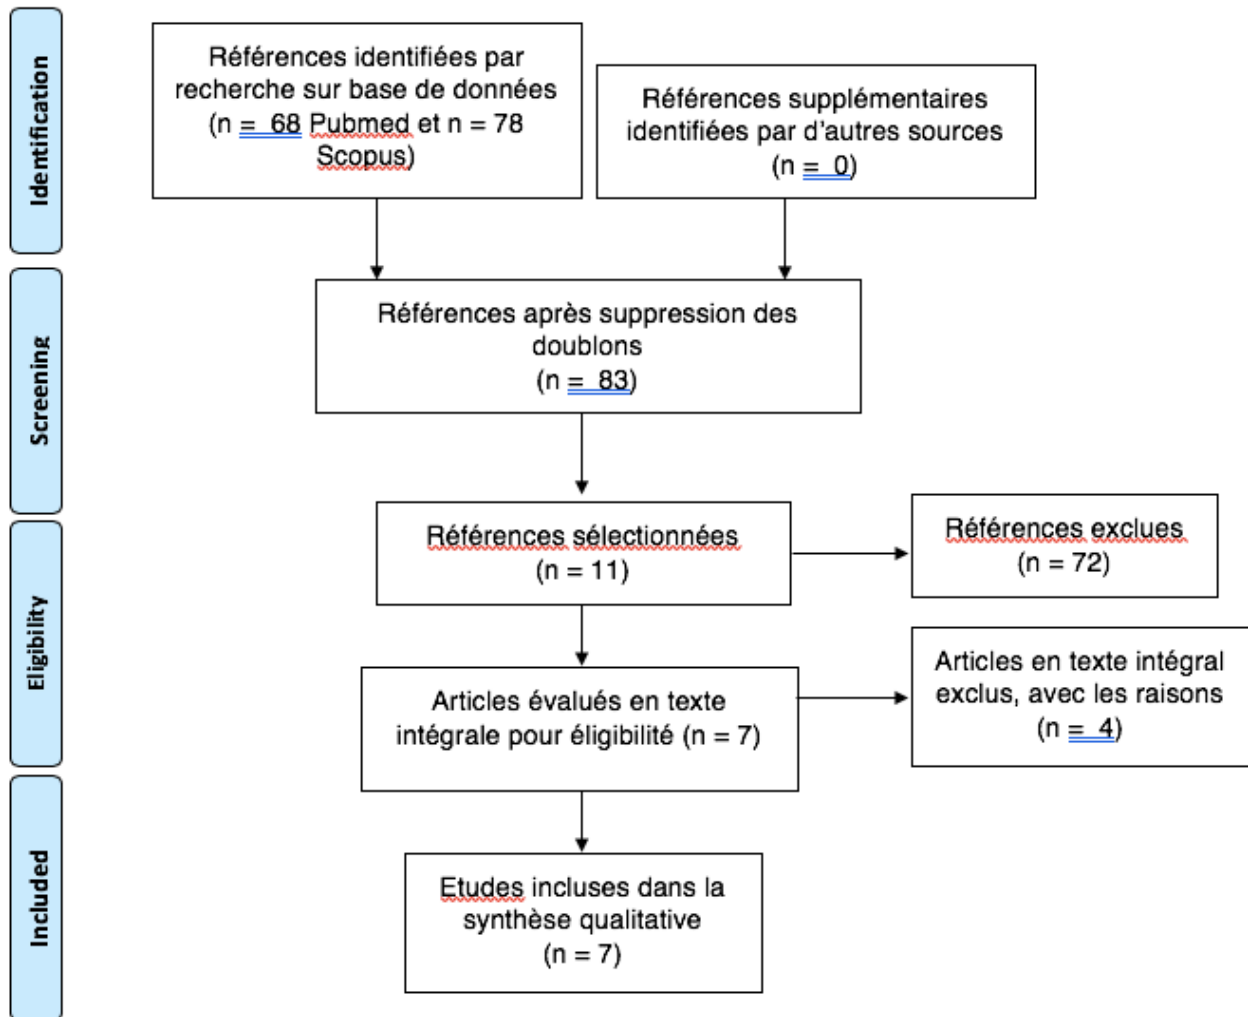 Identification
Références identifiées par
recherche sur base de données
(n = 68 Pubmed et n = 78
Scopus)
Références supplémentaires
identifiées par d'autres sources
(n = 0)
Screening
Références après suppression des
doublons
(n = 83)
Eligibility
Références sélectionnées
(n = 11)
Références exclues
(n = 72)
Articles évalués en texte
intégrale pour éligibilité (n = 7)
Articles en texte intégral
exclus, avec les raisons
(n = 4)
Included
Etudes incluses dans la
synthèse qualitative
(n = 7)